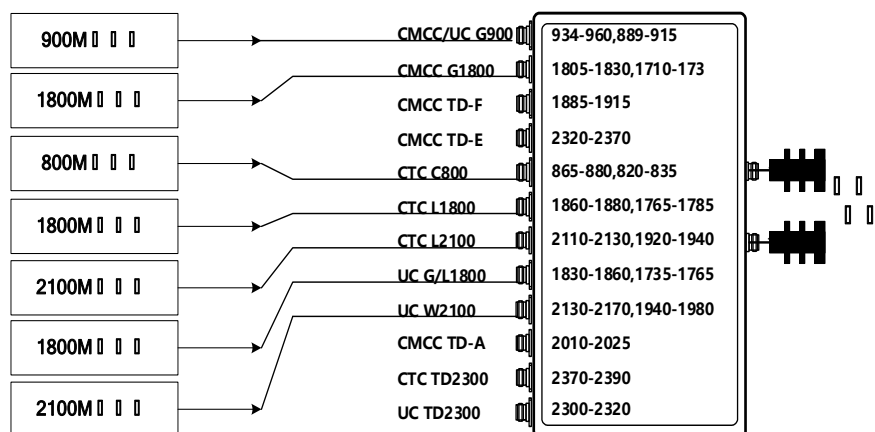 900M
1800M
800M
1800M
2100M
1800M
2100M
CMCC/UC G900
CMCC G1800
CMCC TD-F
CMCC TD-E
CTC C800
CTC L1800
CTC L2100
UC G/L1800
UC W2100
CMCC TD-A
CTC TD2300
UC TD2300
934-960,889-915
1805-1830,1710-173
1885-1915
2320-2370
865-880,820-835
1860-1880,1765-1785
2110-2130,1920-1940
1830-1860,1735-1765
2130-2170,1940-1980
2010-2025
2370-2390
2300-2320